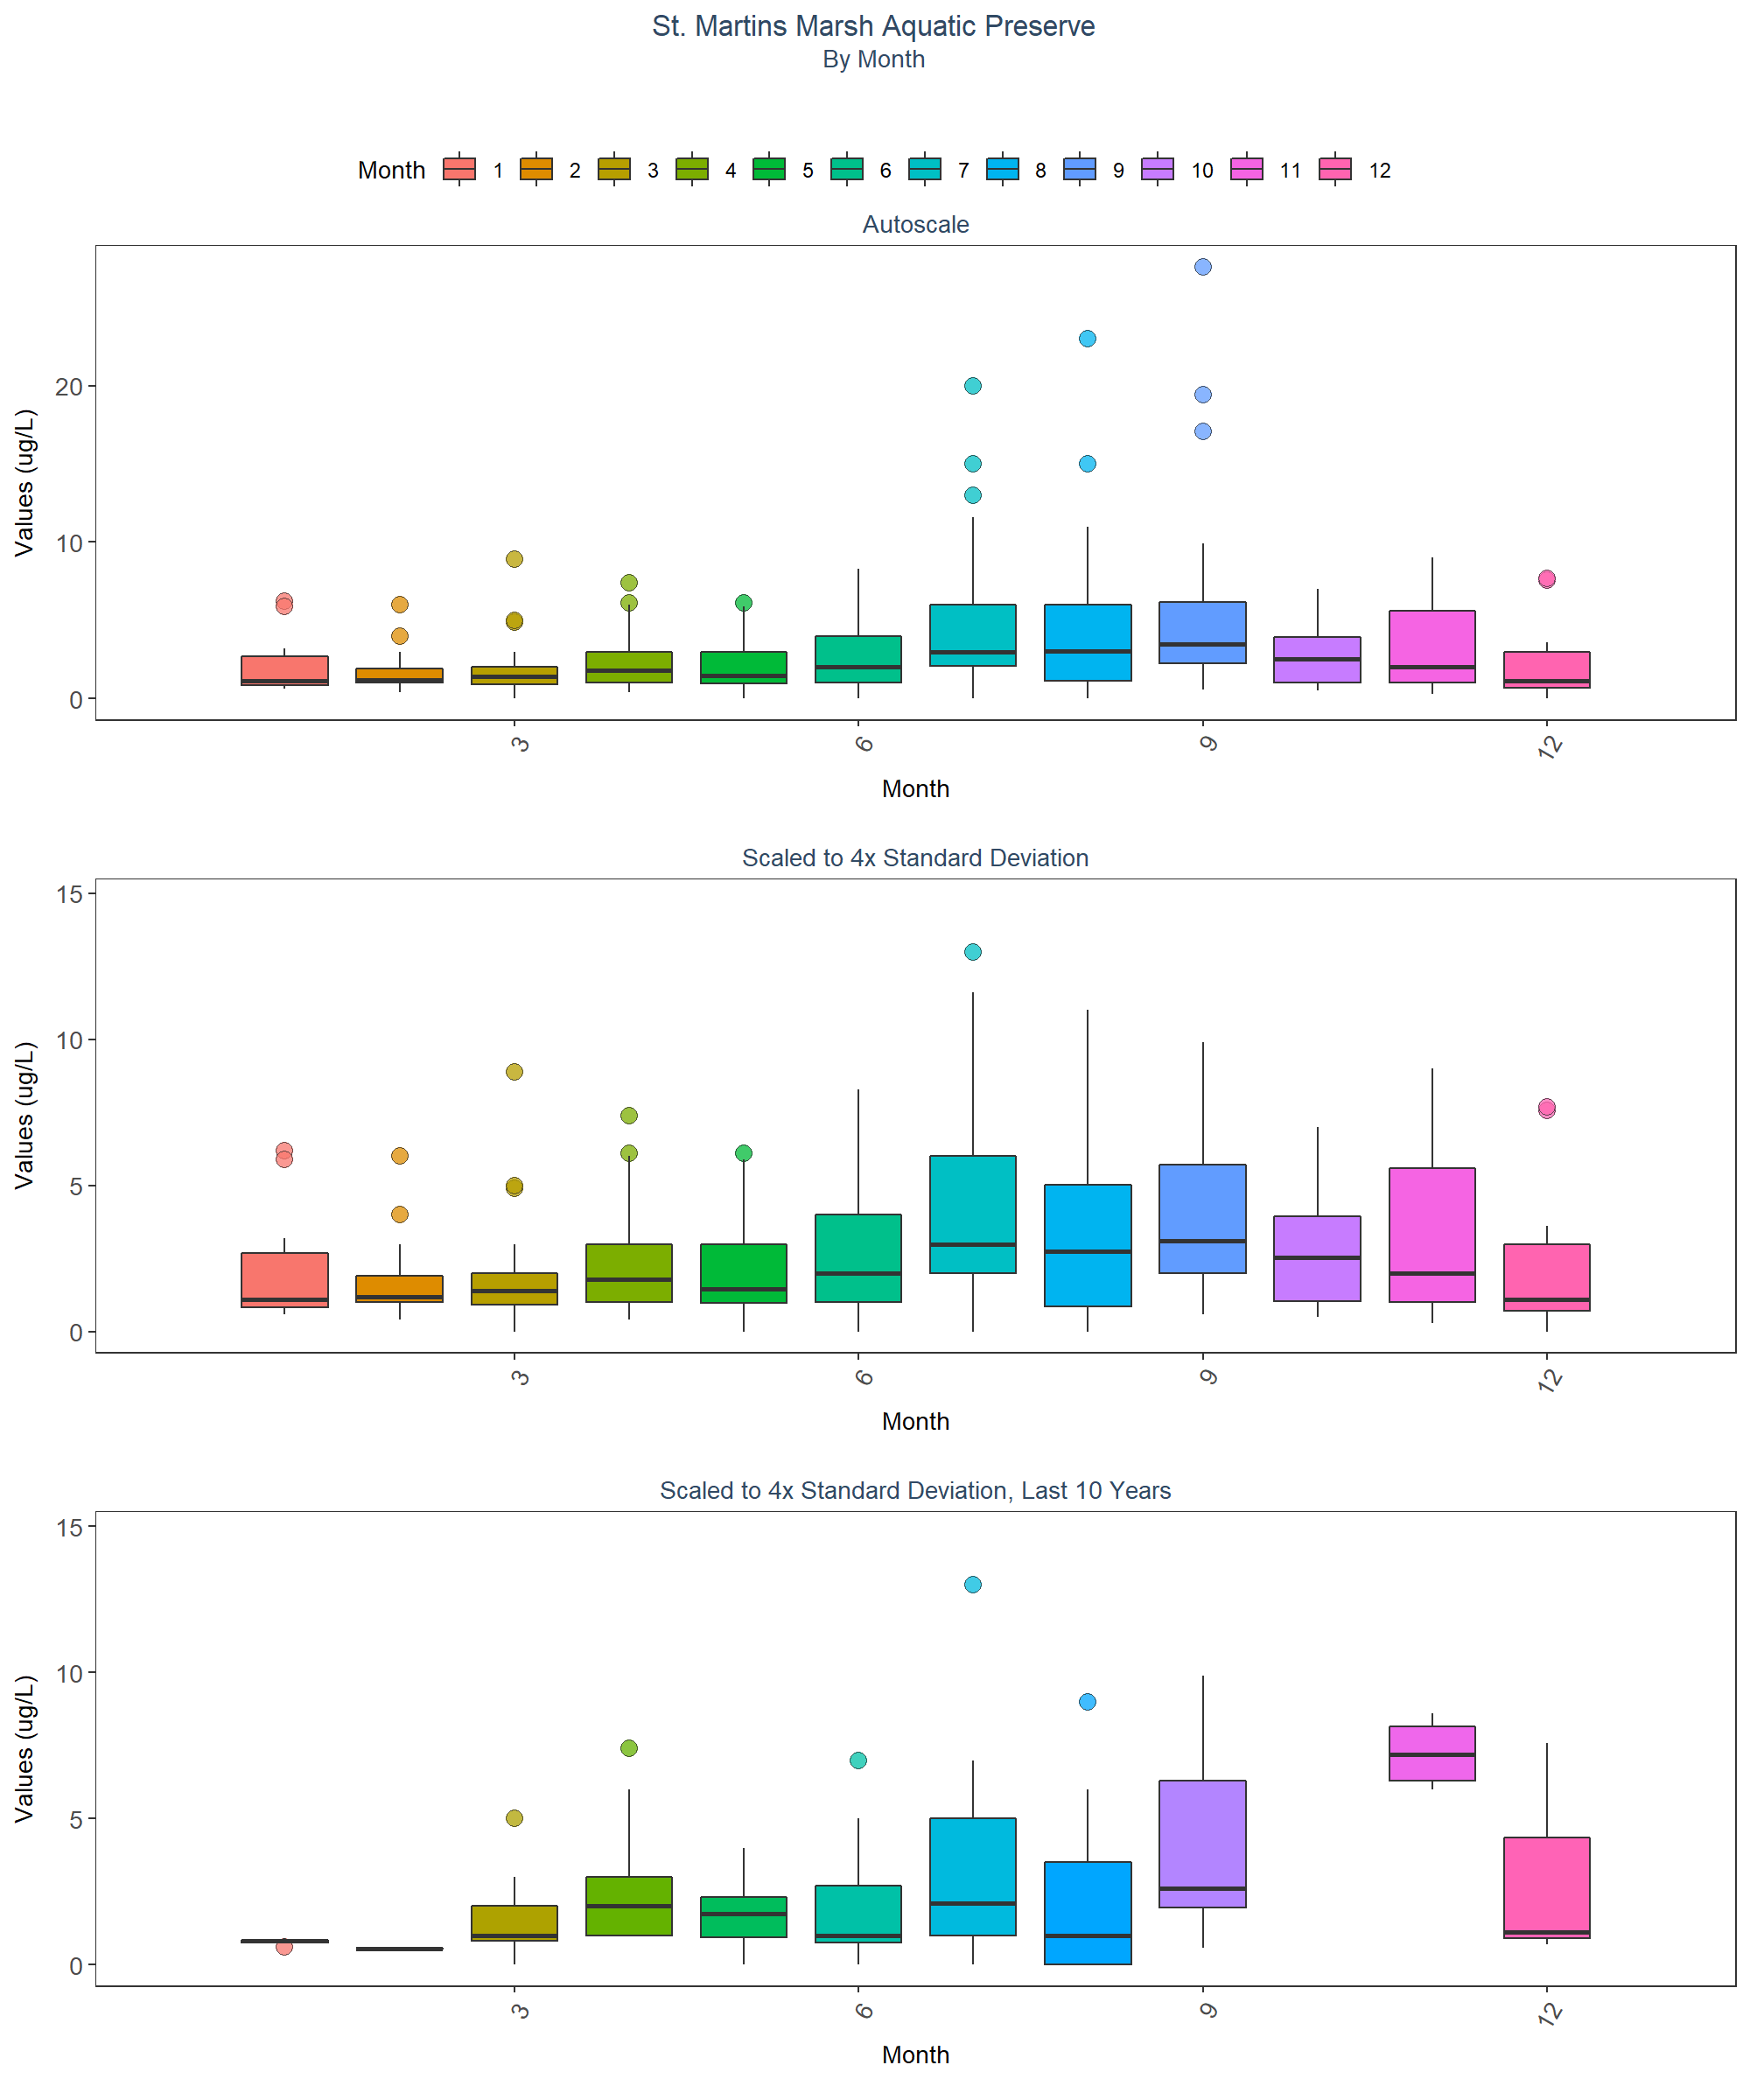 St. Martins Marsh Aquatic Preserve
By Month
Month 1 2 3 4 5 6 7 8 9 10 11 12
Autoscale
Values (ug/L)
20
10
0
3 6 9 12
Month
Scaled to 4x Standard Deviation
Values (ug/L)
15
10
5
0
3 6 9 12
Month
Scaled to 4x Standard Deviation, Last 10 Years
Values (ug/L)
15
10
5
0
3 6 9 12
Month